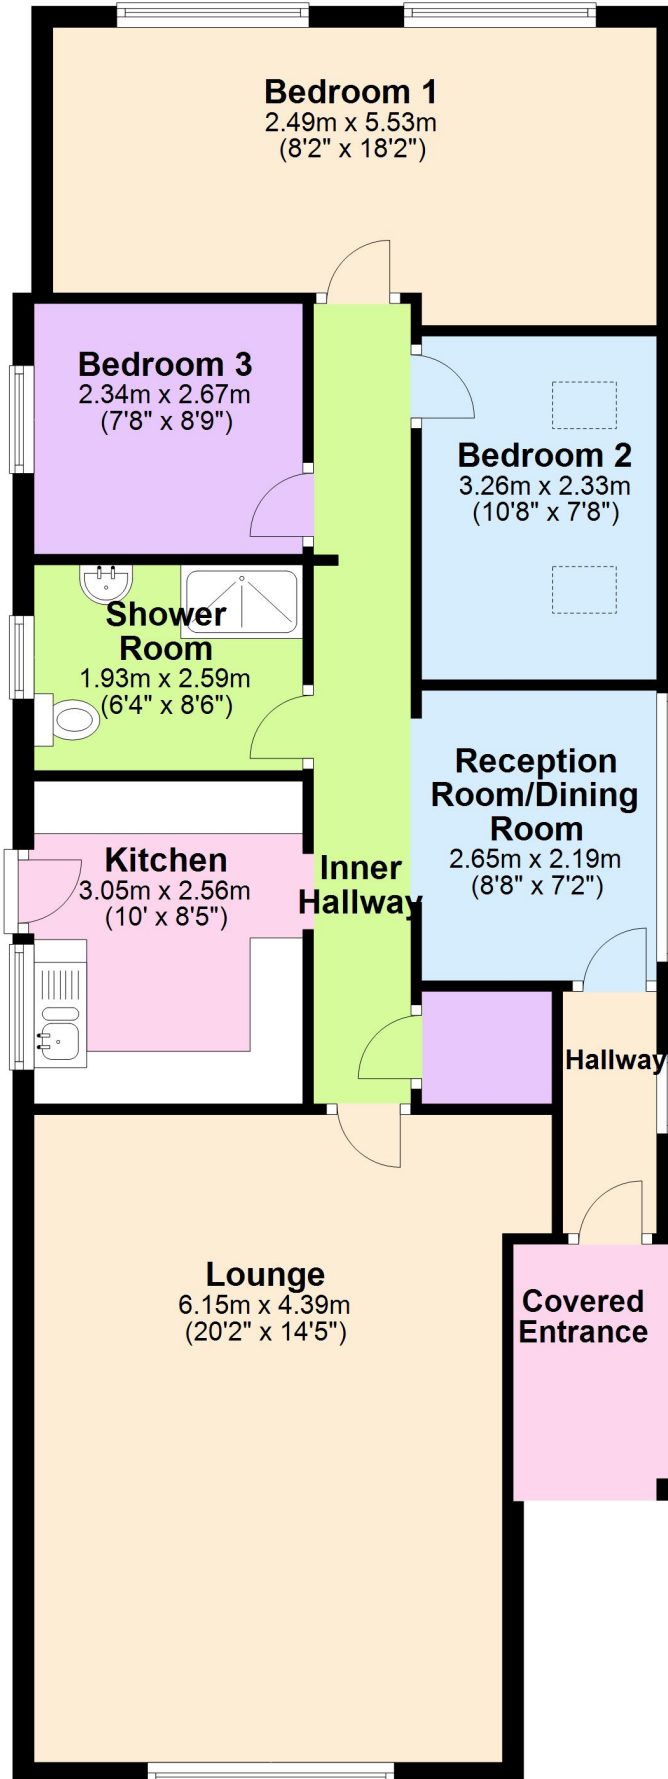 Bedroom 1
2.49m x 5.53m
(8'2" x 18'2")
Bedroom 3
2.34m x 2.67m
(7'8" x 8'9")
Bedroom 2
3.26m x 2.33m
(10'8" x 7'8")
Shower
Room
1.93m x 2.59m
(6'4" x 8'6")
Reception
Room/Dining
Room
2.65m x 2.19m
(8'8" x 7'2")
Kitchen
3.05m x 2.56m
(10' x 8'5")
Inner
Hallway
Hallway
Lounge
6.15m x 4.39m
(20'2" x 14'5")
Covered
Entrance